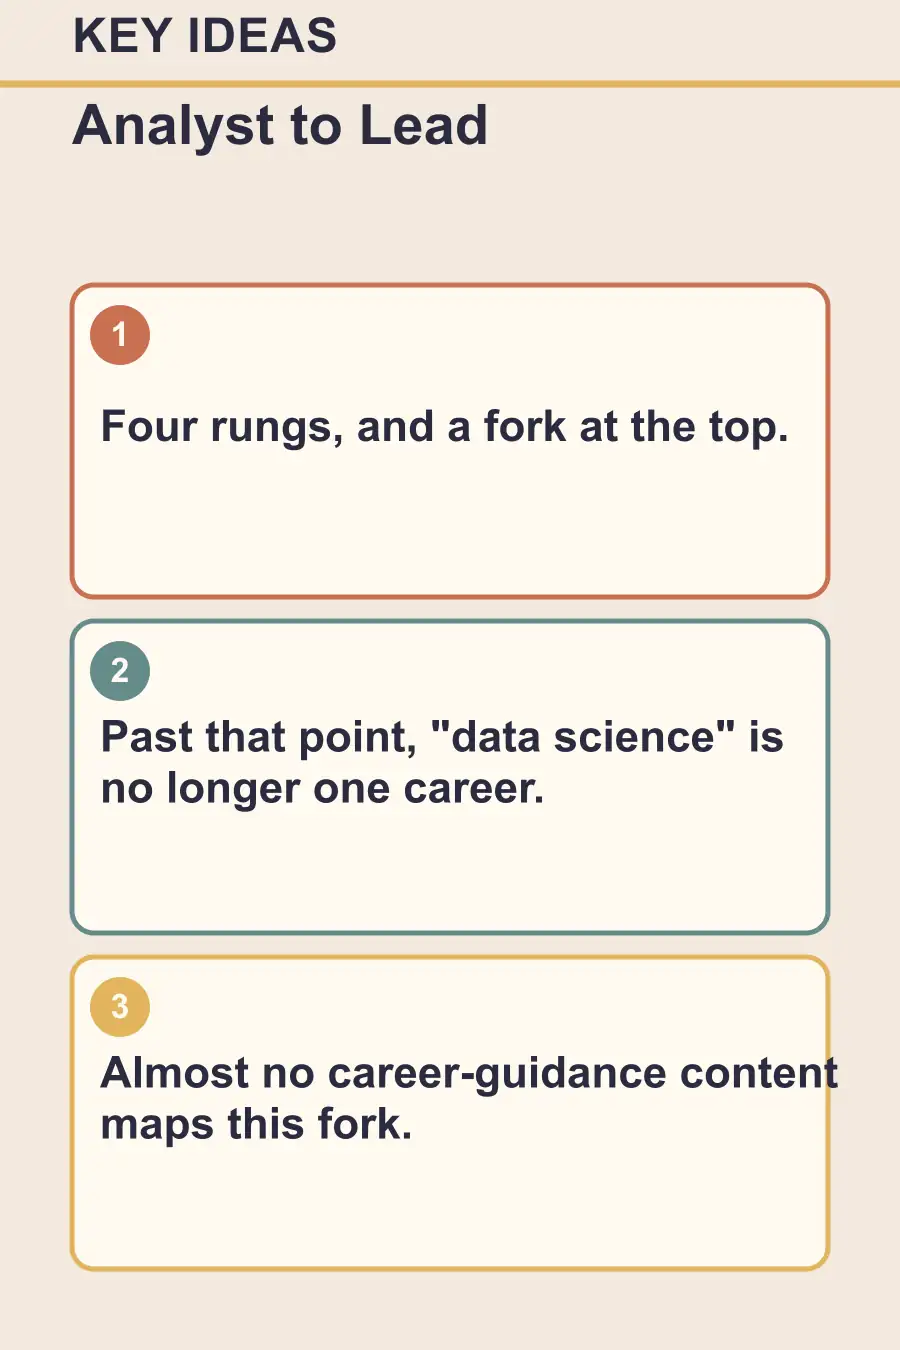 KEY IDEAS
Analyst to Lead
1
Four rungs, and a fork at the top.
2
Past that point, "data science" is
no longer one career.
3
Almost no career-guidance content
maps this fork.